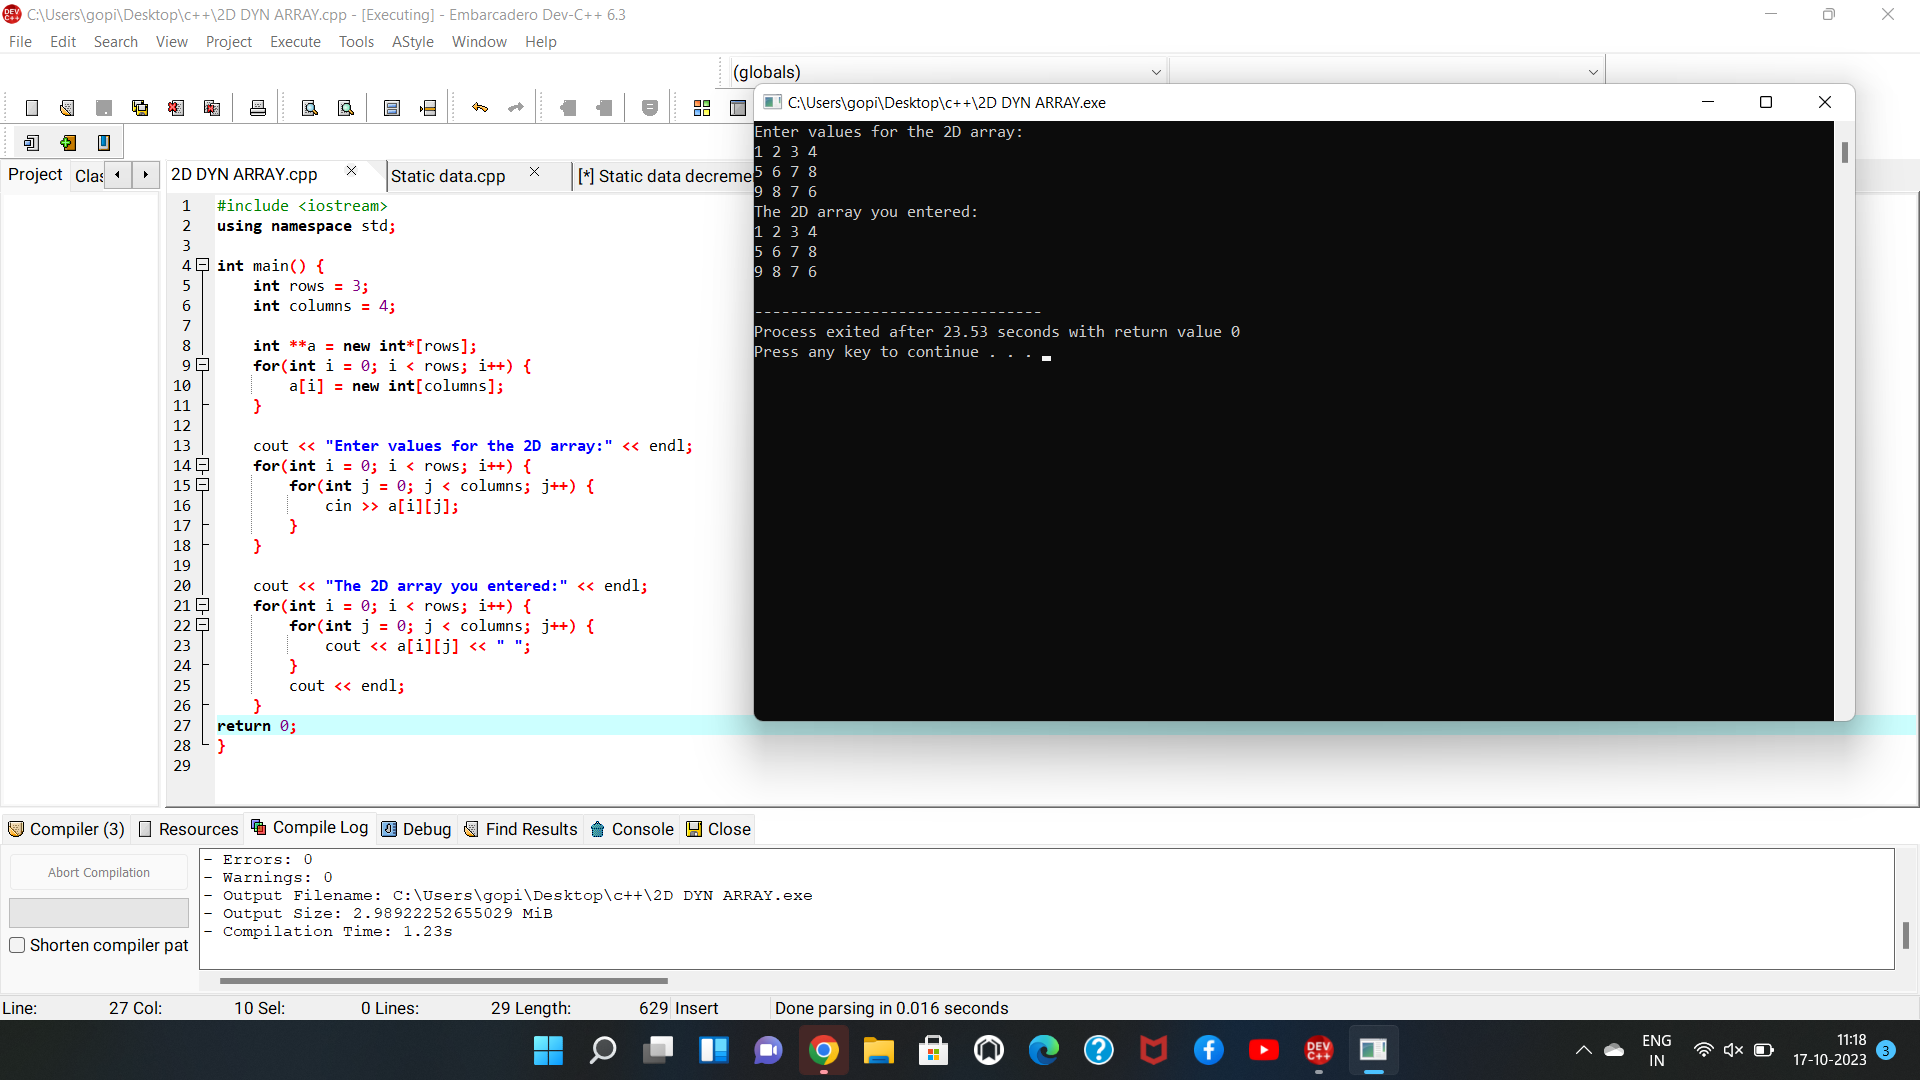 C:\Users\gopi\Desktop\c++\2D DYN ARRAY.cpp - [Executing] - Embarcadero Dev-C++ 6.3
File Edit Search View Project Execute Tools AStyle Window Help
(globals)
Project Clas
2D DYN ARRAY.cpp
Static data.cpp
[*] Static data decreme
1 #include <iostream>
2 using namespace std;
3
4 int main() {
5 int rows = 3;
6 int columns = 4;
7
8 int **a = new int*[rows];
9 for(int i = 0; i < rows; i++) {
10 a[i] = new int[columns];
11 }
12
13 cout << "Enter values for the 2D array:" << endl;
14 for(int i = 0; i < rows; i++) {
15 for(int j = 0; j < columns; j++) {
16 cin >> a[i][j];
17 }
18 }
19
20 cout << "The 2D array you entered:" << endl;
21 for(int i = 0; i < rows; i++) {
22 for(int j = 0; j < columns; j++) {
23 cout << a[i][j] << " ";
24 }
25 cout << endl;
26 }
27 return 0;
28 }
29
C:\Users\gopi\Desktop\c++\2D DYN ARRAY.exe
Enter values for the 2D array:
1 2 3 4
5 6 7 8
9 8 7 6
The 2D array you entered:
1 2 3 4
5 6 7 8
9 8 7 6
--------------------------------
Process exited after 23.53 seconds with return value 0
Press any key to continue . . .
Compiler (3) Resources Compile Log Debug Find Results Console Close
Abort Compilation
Shorten compiler pat
- Errors: 0
- Warnings: 0
- Output Filename: C:\Users\gopi\Desktop\c++\2D DYN ARRAY.exe
- Output Size: 2.98922252655029 MiB
- Compilation Time: 1.23s
Line: 27 Col: 10 Sel: 0 Lines: 29 Length: 629 Insert Done parsing in 0.016 seconds
DEV C++
ENG
IN
11:18
17-10-2023
3